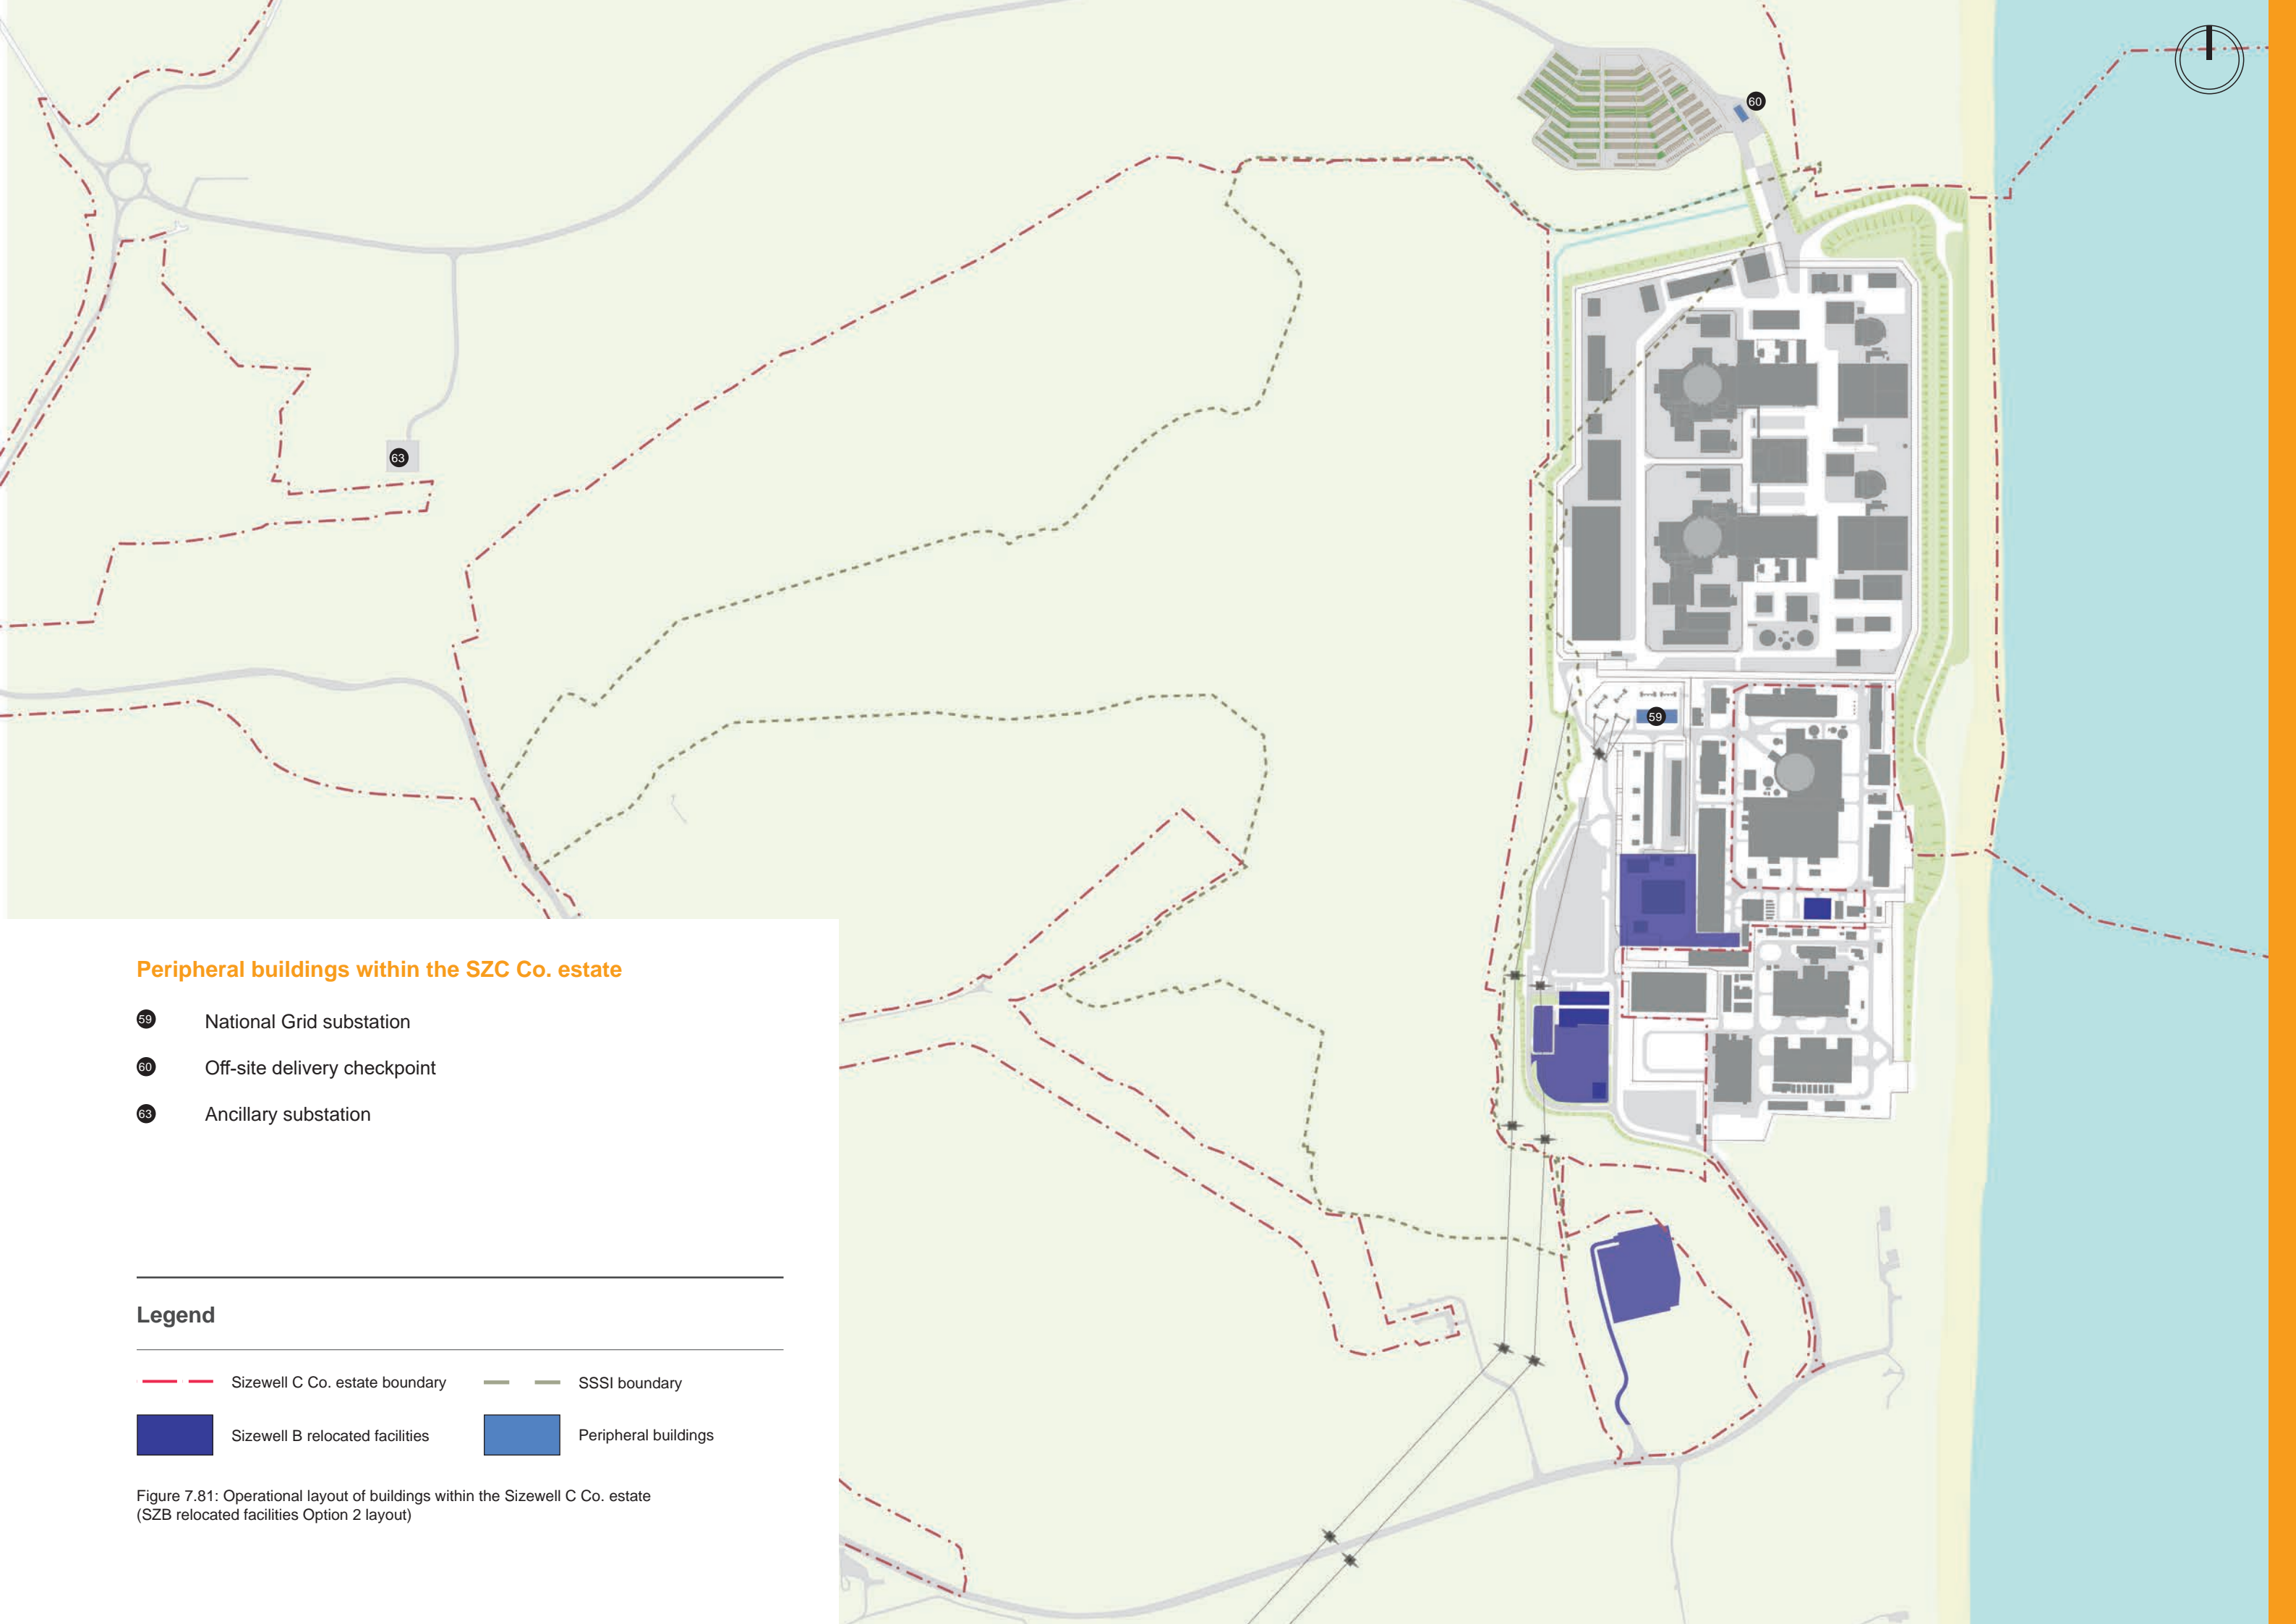 60
63
59
Peripheral buildings within the SZC Co. estate
59 National Grid substation
60 Off-site delivery checkpoint
63 Ancillary substation
Legend
Sizewell C Co. estate boundary
SSSI boundary
Sizewell B relocated facilities
Peripheral buildings
Figure 7.81: Operational layout of buildings within the Sizewell C Co. estate
(SZB relocated facilities Option 2 layout)